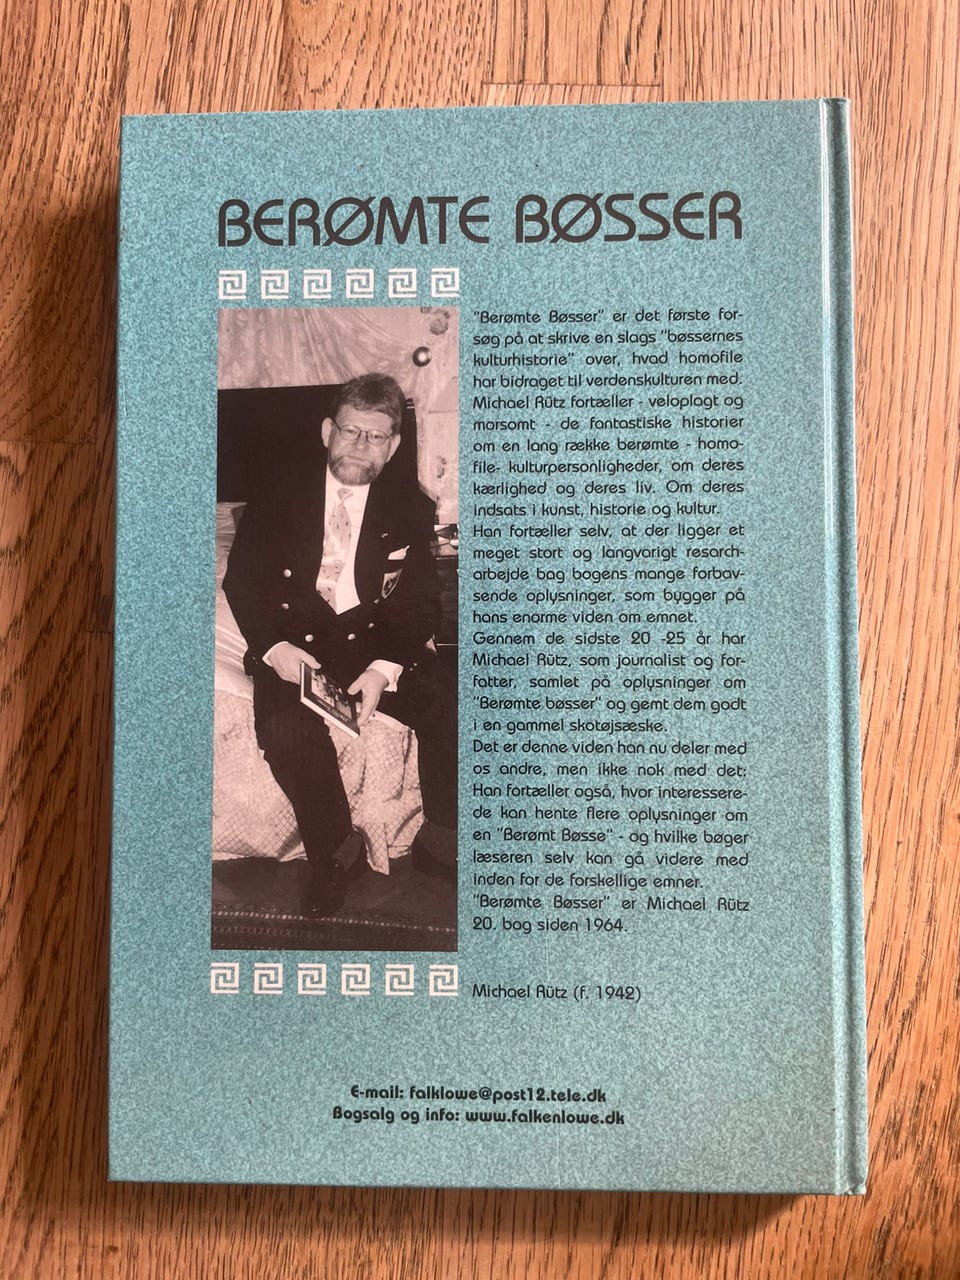 BERØMTE BØSSER
"Berømte Bøsser" er det første for-
søg på at skrive en slags "bøssernes
kulturhistorie" over, hvad homofile
har bidraget til verdenskulturen med.
Michael Rütz fortæller - veloplagt og
morsomt - de fantastiske historier
om en lang række berømte - homo-
file- kulturpersonligheder, om deres
kærlighed og deres liv. Om deres
indsats i kunst, historie og kultur.
Han fortæller selv, at der ligger et
meget stort og langvarigt resarch-
arbejde bag bogens mange forbav-
sende oplysninger, som bygger på
hans enorme viden om emnet.
Gennem de sidste 20 -25 år har
Michael Rütz, som journalist og for-
fatter, samlet på oplysninger om
"Berømte bøsser" og gemt dem godt
i en gammel skotøjsæske.
Det er denne viden han nu deler med
os andre, men ikke nok med det:
Han fortæller også, hvor interessere-
de kan hente flere oplysninger om
en "Berømt Bøsse" - og hvilke bøger
læseren selv kan gå videre med
inden for de forskellige emner.
"Berømte Bøsser" er Michael Rütz
20. bog siden 1964.
Michael Rütz (f. 1942)
E-mail: falklowe@post12.tele.dk
Bogsalg og info: www.falkenlowe.dk